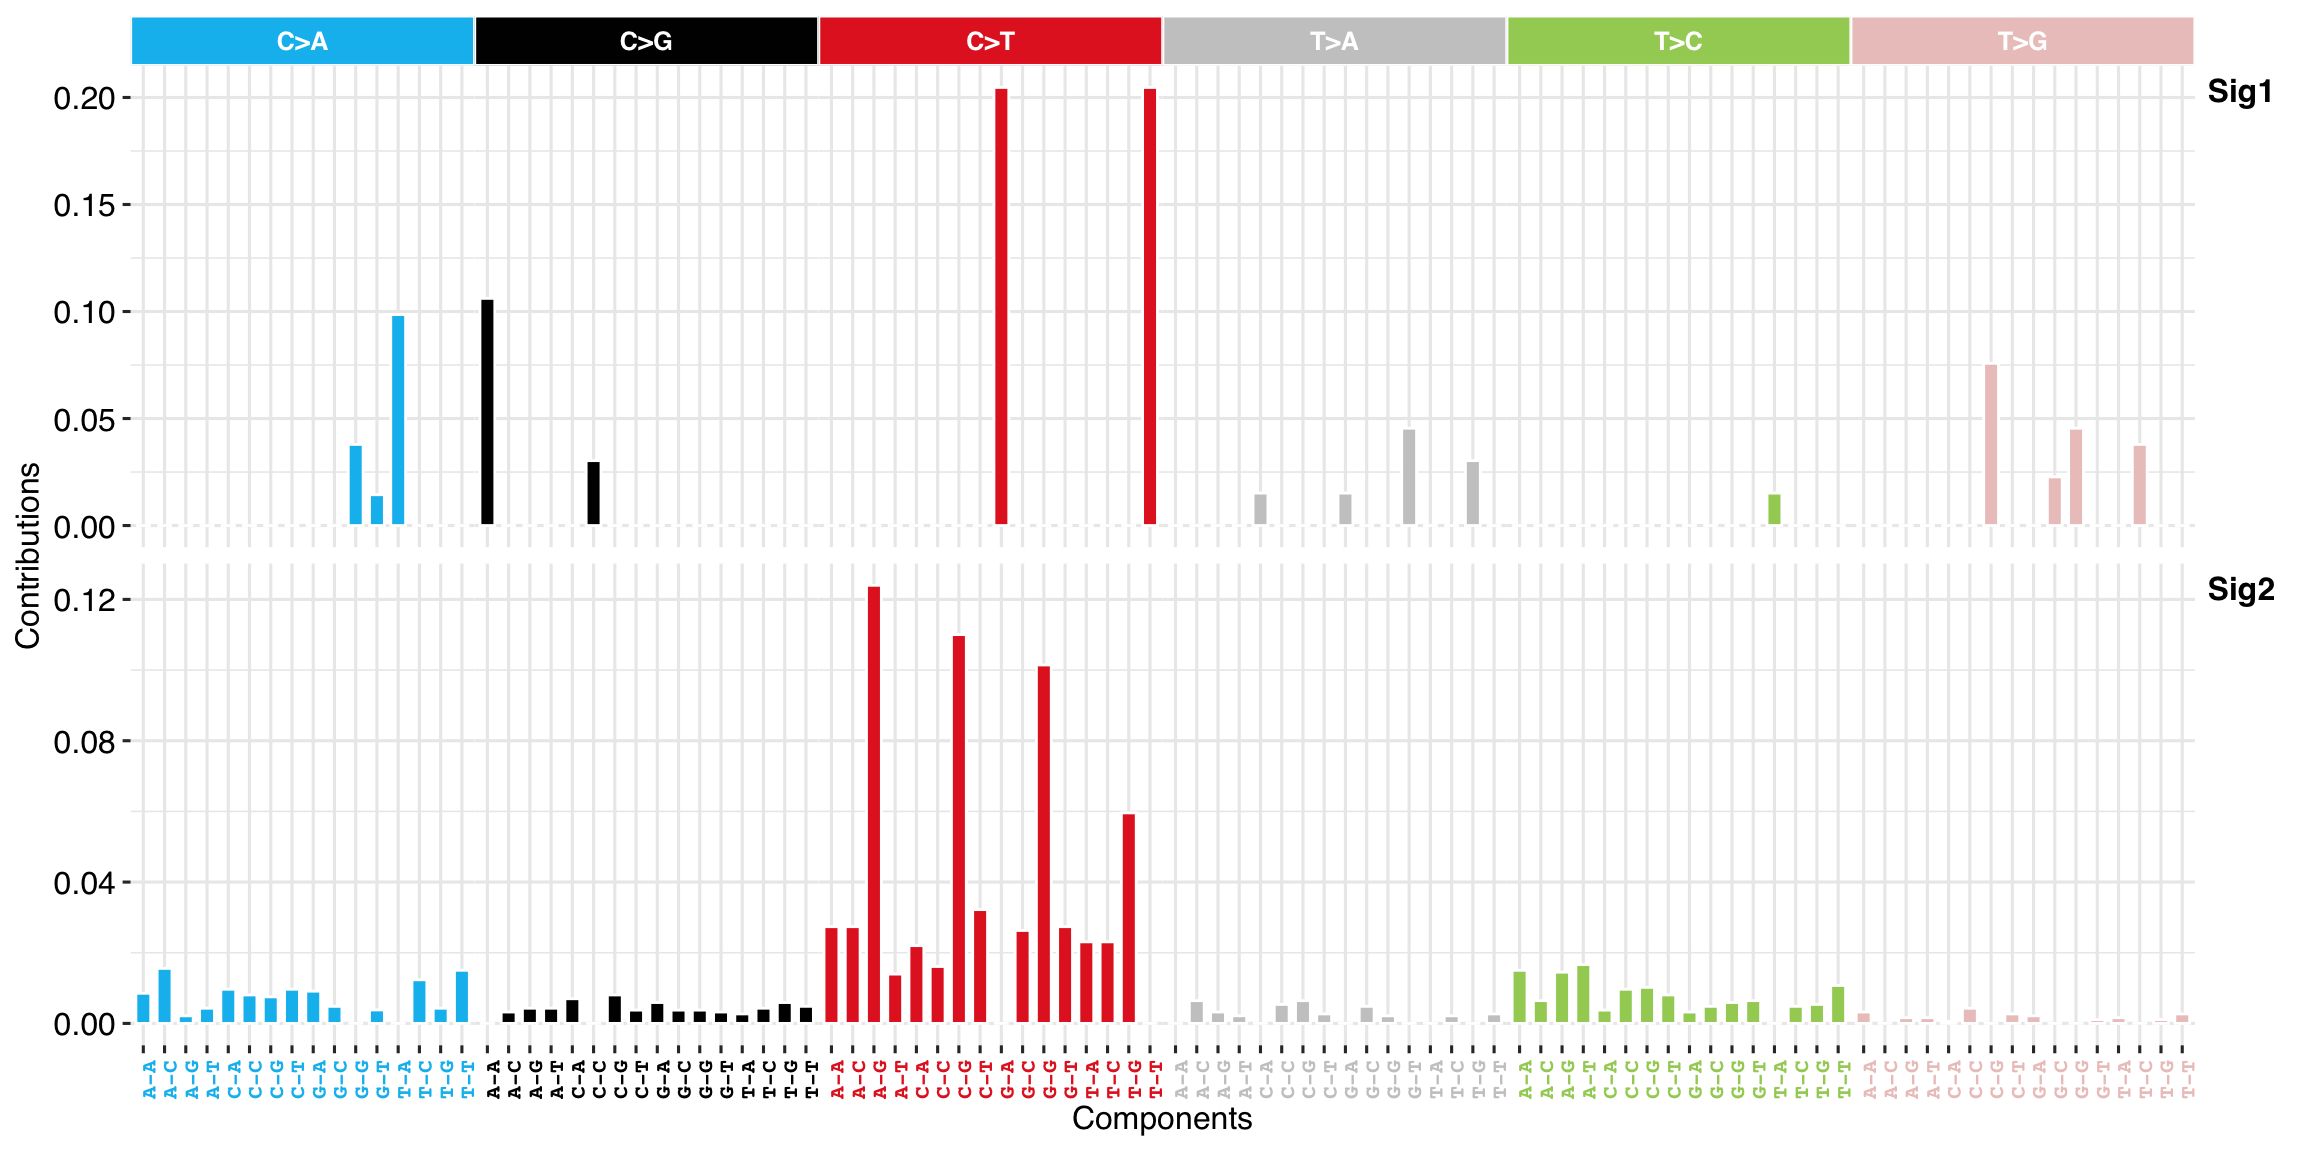 C>A C>G C>T T>A T>C T>G
Sig1
0.20
0.15
0.10
0.05
0.00
Contributions
Sig2
0.12
0.08
0.04
0.00
A-A A-C A-G A-T C-A C-C C-G C-T G-A G-C G-G G-T T-A T-C T-G T-T A-A A-C A-G A-T C-A C-C C-G C-T G-A G-C G-G G-T T-A T-C T-G T-T A-A A-C A-G A-T C-A C-C C-G C-T G-A G-C G-G G-T T-A T-C T-G T-T A-A A-C A-G A-T C-A C-C C-G C-T G-A G-C G-G G-T T-A T-C T-G T-T A-A A-C A-G A-T C-A C-C C-G C-T G-A G-C G-G G-T T-A T-C T-G T-T A-A A-C A-G A-T C-A C-C C-G C-T G-A G-C G-G G-T T-A T-C T-G T-T
Components